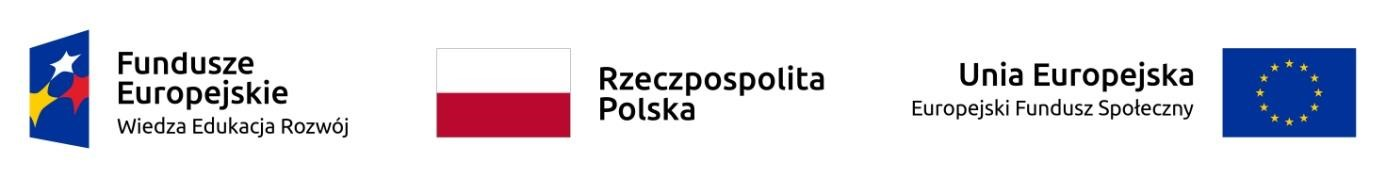 Fundusze
Europejskie
Wiedza Edukacja Rozwój
Rzeczpospolita
Polska
Unia Europejska
Europejski Fundusz Społeczny